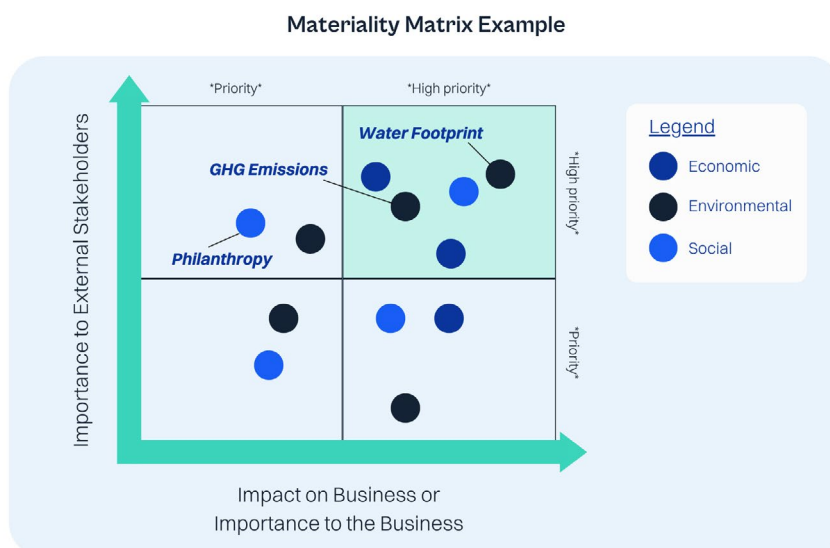 Materiality Matrix Example
*Priority*
*High priority*
Water Footprint
GHG Emissions
Philanthropy
*High priority*
*Priority*
Importance to External Stakeholders
Impact on Business or
Importance to the Business
Legend
Economic
Environmental
Social